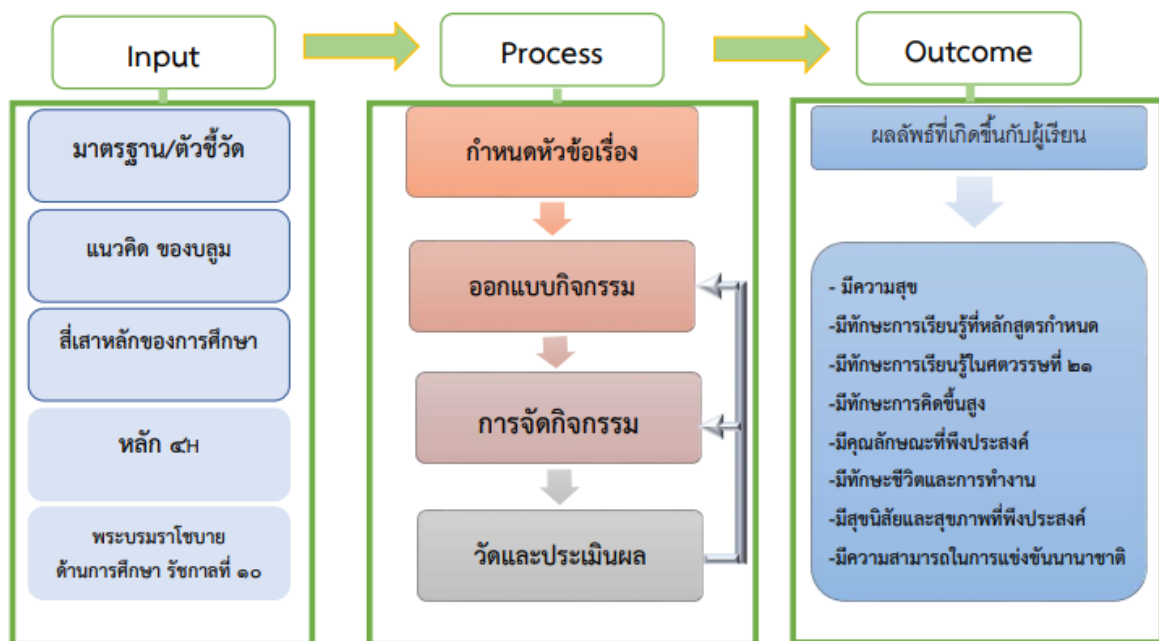 Input
Process
Outcome
มาตรฐาน/ตัวชี้วัด
แนวคิด ของบลูม
สี่เสาหลักของการศึกษา
หลัก ๔H
พระบรมราโชบาย
ด้านการศึกษา รัชกาลที่ ๑๐
กำหนดหัวข้อเรื่อง
ออกแบบกิจกรรม
การจัดกิจกรรม
วัดและประเมินผล
ผลลัพธ์ที่เกิดขึ้นกับผู้เรียน
- มีความสุข
-มีทักษะการเรียนรู้ที่หลักสูตรกำหนด
-มีทักษะการเรียนรู้ในศตวรรษที่ ๒๑
-มีทักษะการคิดขึ้นสูง
-มีคุณลักษณะที่พึงประสงค์
-มีทักษะชีวิตและการทำงาน
-มีสุขนิสัยและสุขภาพที่พึงประสงค์
-มีความสามารถในการแข่งขันนานาชาติ